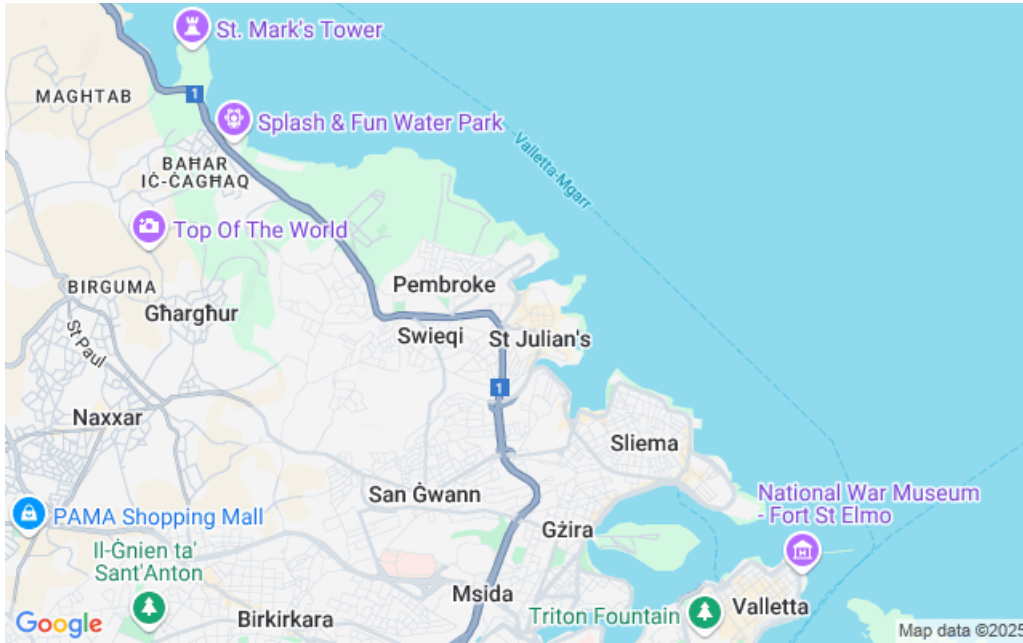 St. Mark's Tower
1
MAGHTAB
Splash & Fun Water Park
Valletta-Mgarr
BAĦAR
IĊ-ĊAGĦAQ
Top Of The World
Pembroke
BIRGUMA
Għargħur
St Paul
Swieqi
St Julian's
1
Naxxar
Sliema
San Ġwann
National War Museum
- Fort St Elmo
PAMA Shopping Mall
Gżira
Il-Ġnien ta'
Sant'Anton
Msida
Triton Fountain
Valletta
Birkirkara
Google
Map data ©2025